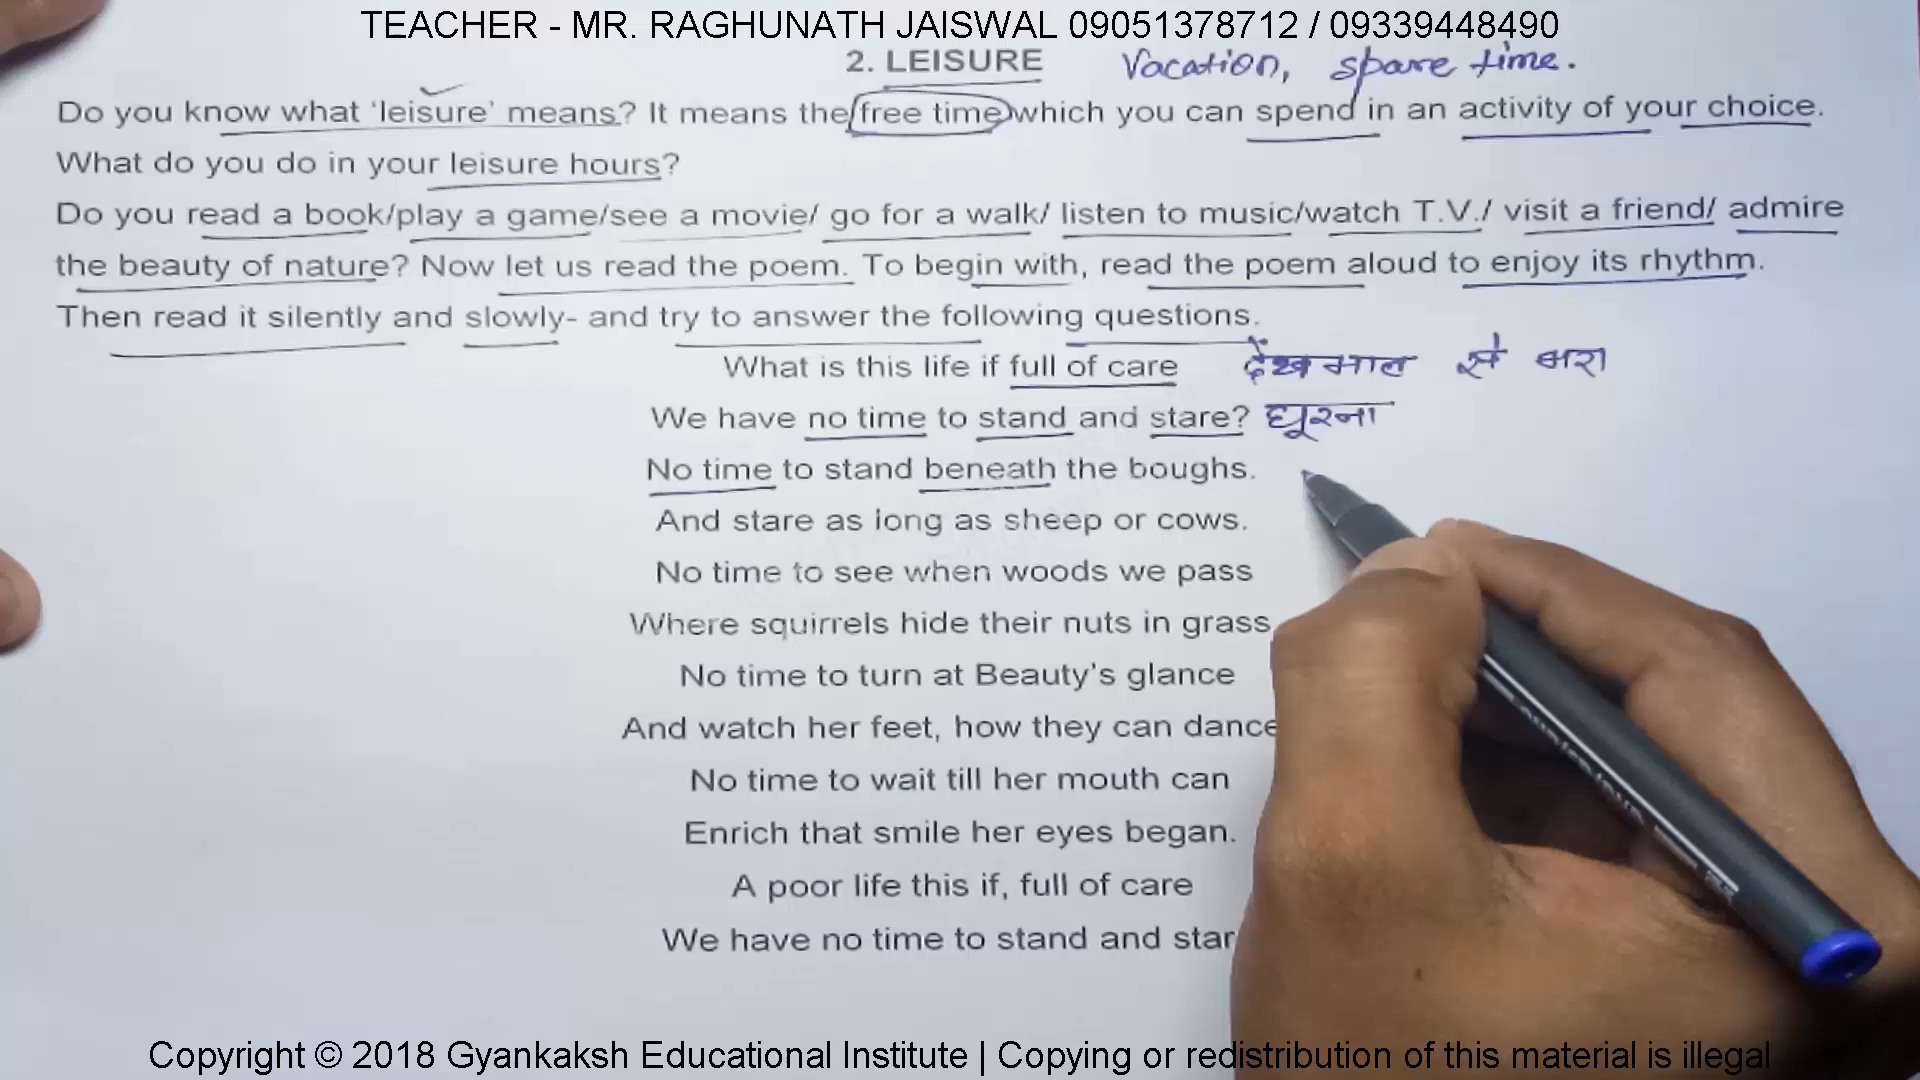 TEACHER - MR. RAGHUNATH JAISWAL 09051378712 / 09339448490
2. LEISURE Vacation, spare time.
Do you know what ‘leisure’ means? It means the free time which you can spend in an activity of your choice.
What do you do in your leisure hours?
Do you read a book/play a game/see a movie/ go for a walk/ listen to music/watch T.V./ visit a friend/ admire
the beauty of nature? Now let us read the poem. To begin with, read the poem aloud to enjoy its rhythm.
Then read it silently and slowly- and try to answer the following questions.
What is this life if full of care देखभाल से भरा
We have no time to stand and stare? घूरना
No time to stand beneath the boughs.
And stare as long as sheep or cows.
No time to see when woods we pass
Where squirrels hide their nuts in grass
No time to turn at Beauty's glance
And watch her feet, how they can dance
No time to wait till her mouth can
Enrich that smile her eyes began.
A poor life this if, full of care
We have no time to stand and star
Copyright © 2018 Gyankaksh Educational Institute | Copying or redistribution of this material is illegal